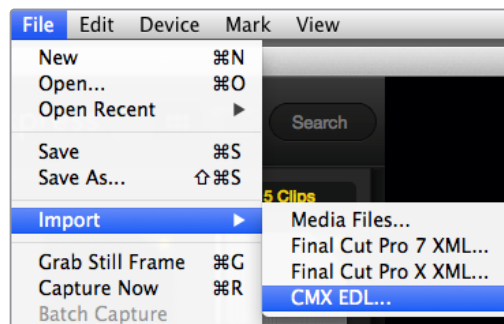 File Edit Device Mark View
New ⌘N
Open... ⌘O
Open Recent ▶
Search
Save ⌘S
Save As... ⇧⌘S
5 Clips
Import ▶
Media Files...
Final Cut Pro 7 XML...
Final Cut Pro X XML...
CMX EDL...
Grab Still Frame ⌘G
Capture Now ⌘R
Batch Capture